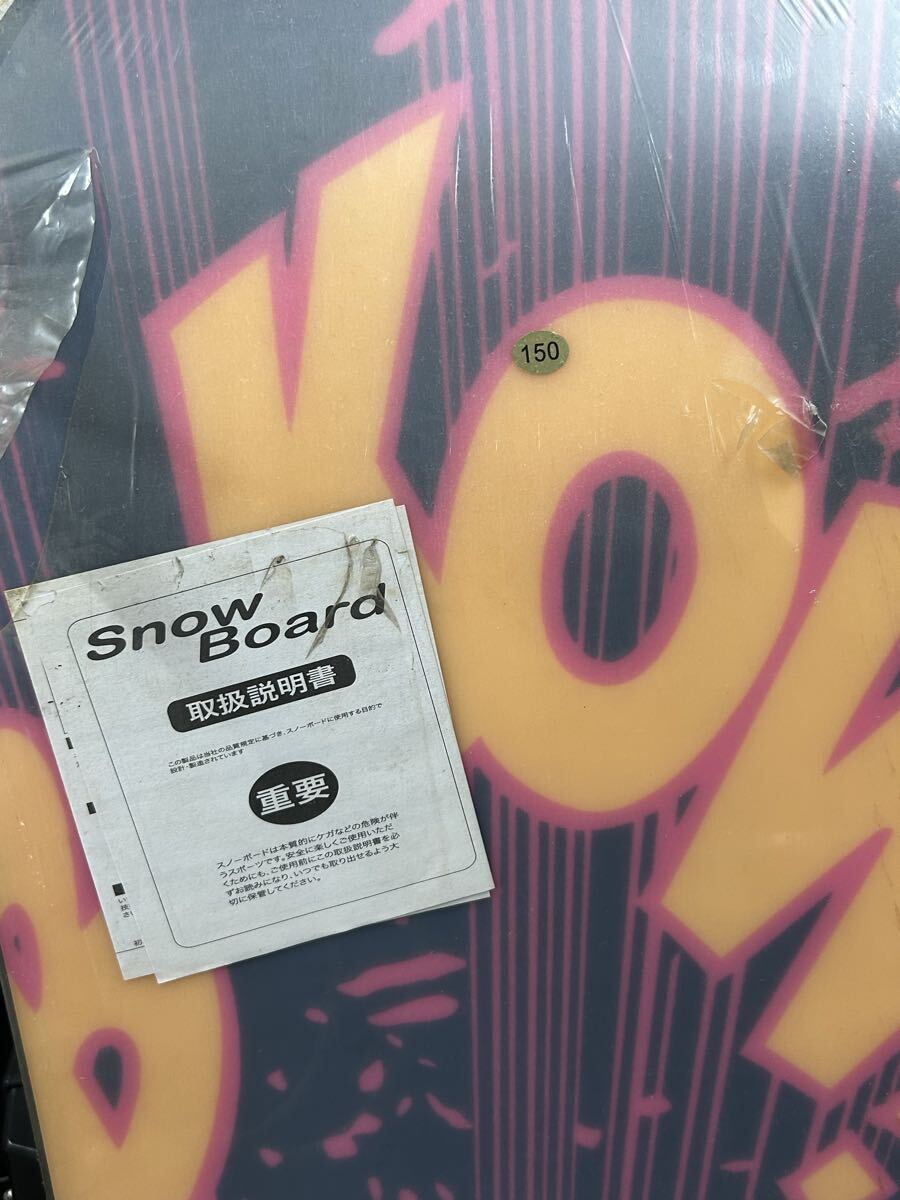 150
Snow
Board
取扱説明書
この製品は当社の品質規定に基づき、スノーボードに使用する目的で
設計・製造されています
重要
スノーボードは本質的にケガなどの危険が伴
うスポーツです。安全に楽しくご使用いただ
くためにも、ご使用前にこの取扱説明書を必
ずお読みになり、いつでも取り出せるよう大
切に保管してください。